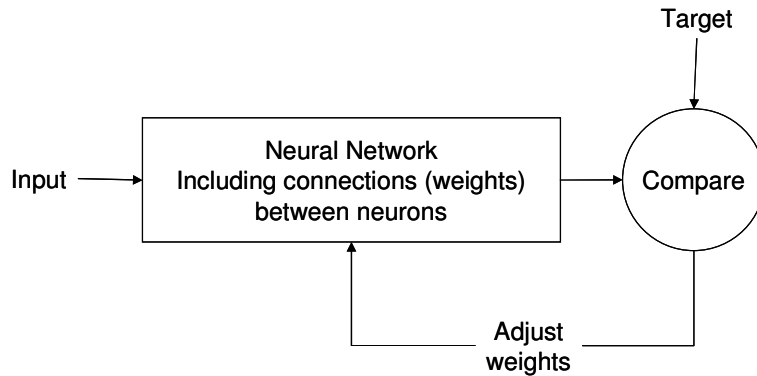 Target
Neural Network
Including connections (weights)
between neurons
Input
Compare
Adjust
weights